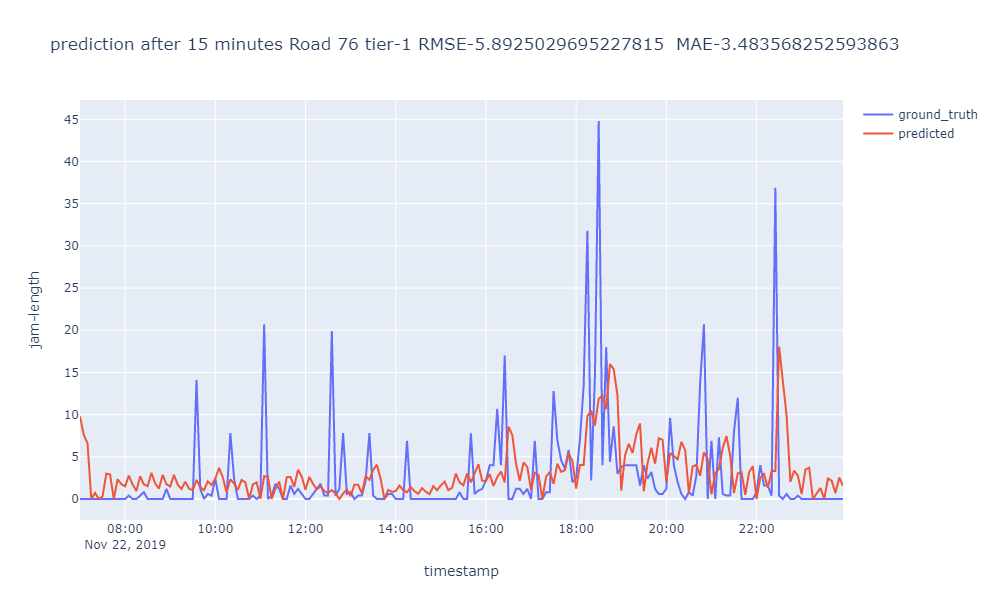 prediction after 15 minutes Road 76 tier-1 RMSE-5.8925029695227815  MAE-3.483568252593863
ground_truth
predicted
45
40
35
30
25
20
15
10
5
0
jam-length
08:00 10:00 12:00 14:00 16:00 18:00 20:00 22:00
Nov 22, 2019
timestamp